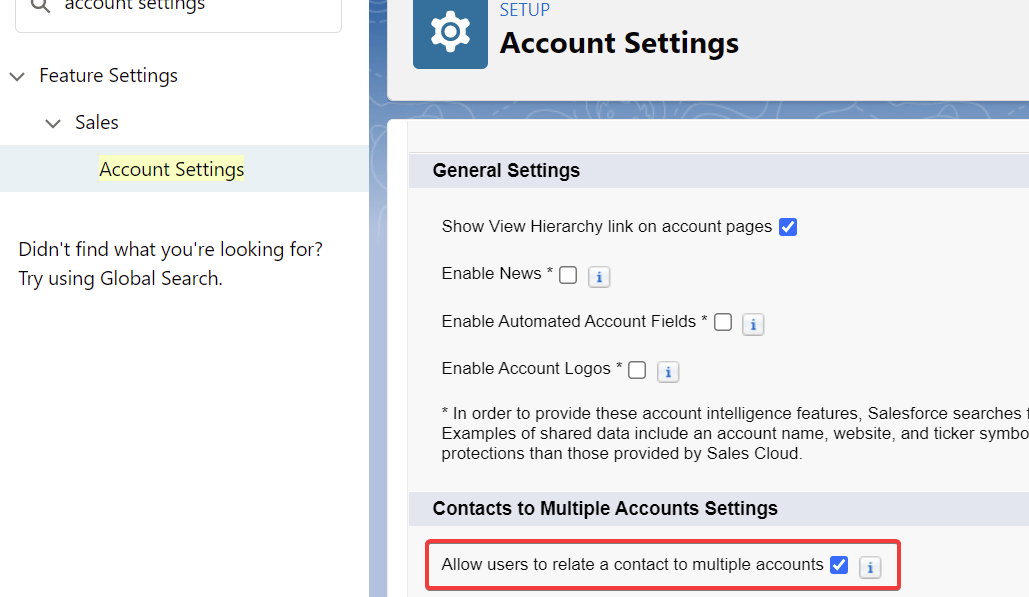 account settings
Feature Settings
Sales
Account Settings
Didn't find what you're looking for?
Try using Global Search.
SETUP
Account Settings
General Settings
Show View Hierarchy link on account pages
Enable News *
Enable Automated Account Fields *
Enable Account Logos *
* In order to provide these account intelligence features, Salesforce searches
Examples of shared data include an account name, website, and ticker symbo
protections than those provided by Sales Cloud.
Contacts to Multiple Accounts Settings
Allow users to relate a contact to multiple accounts